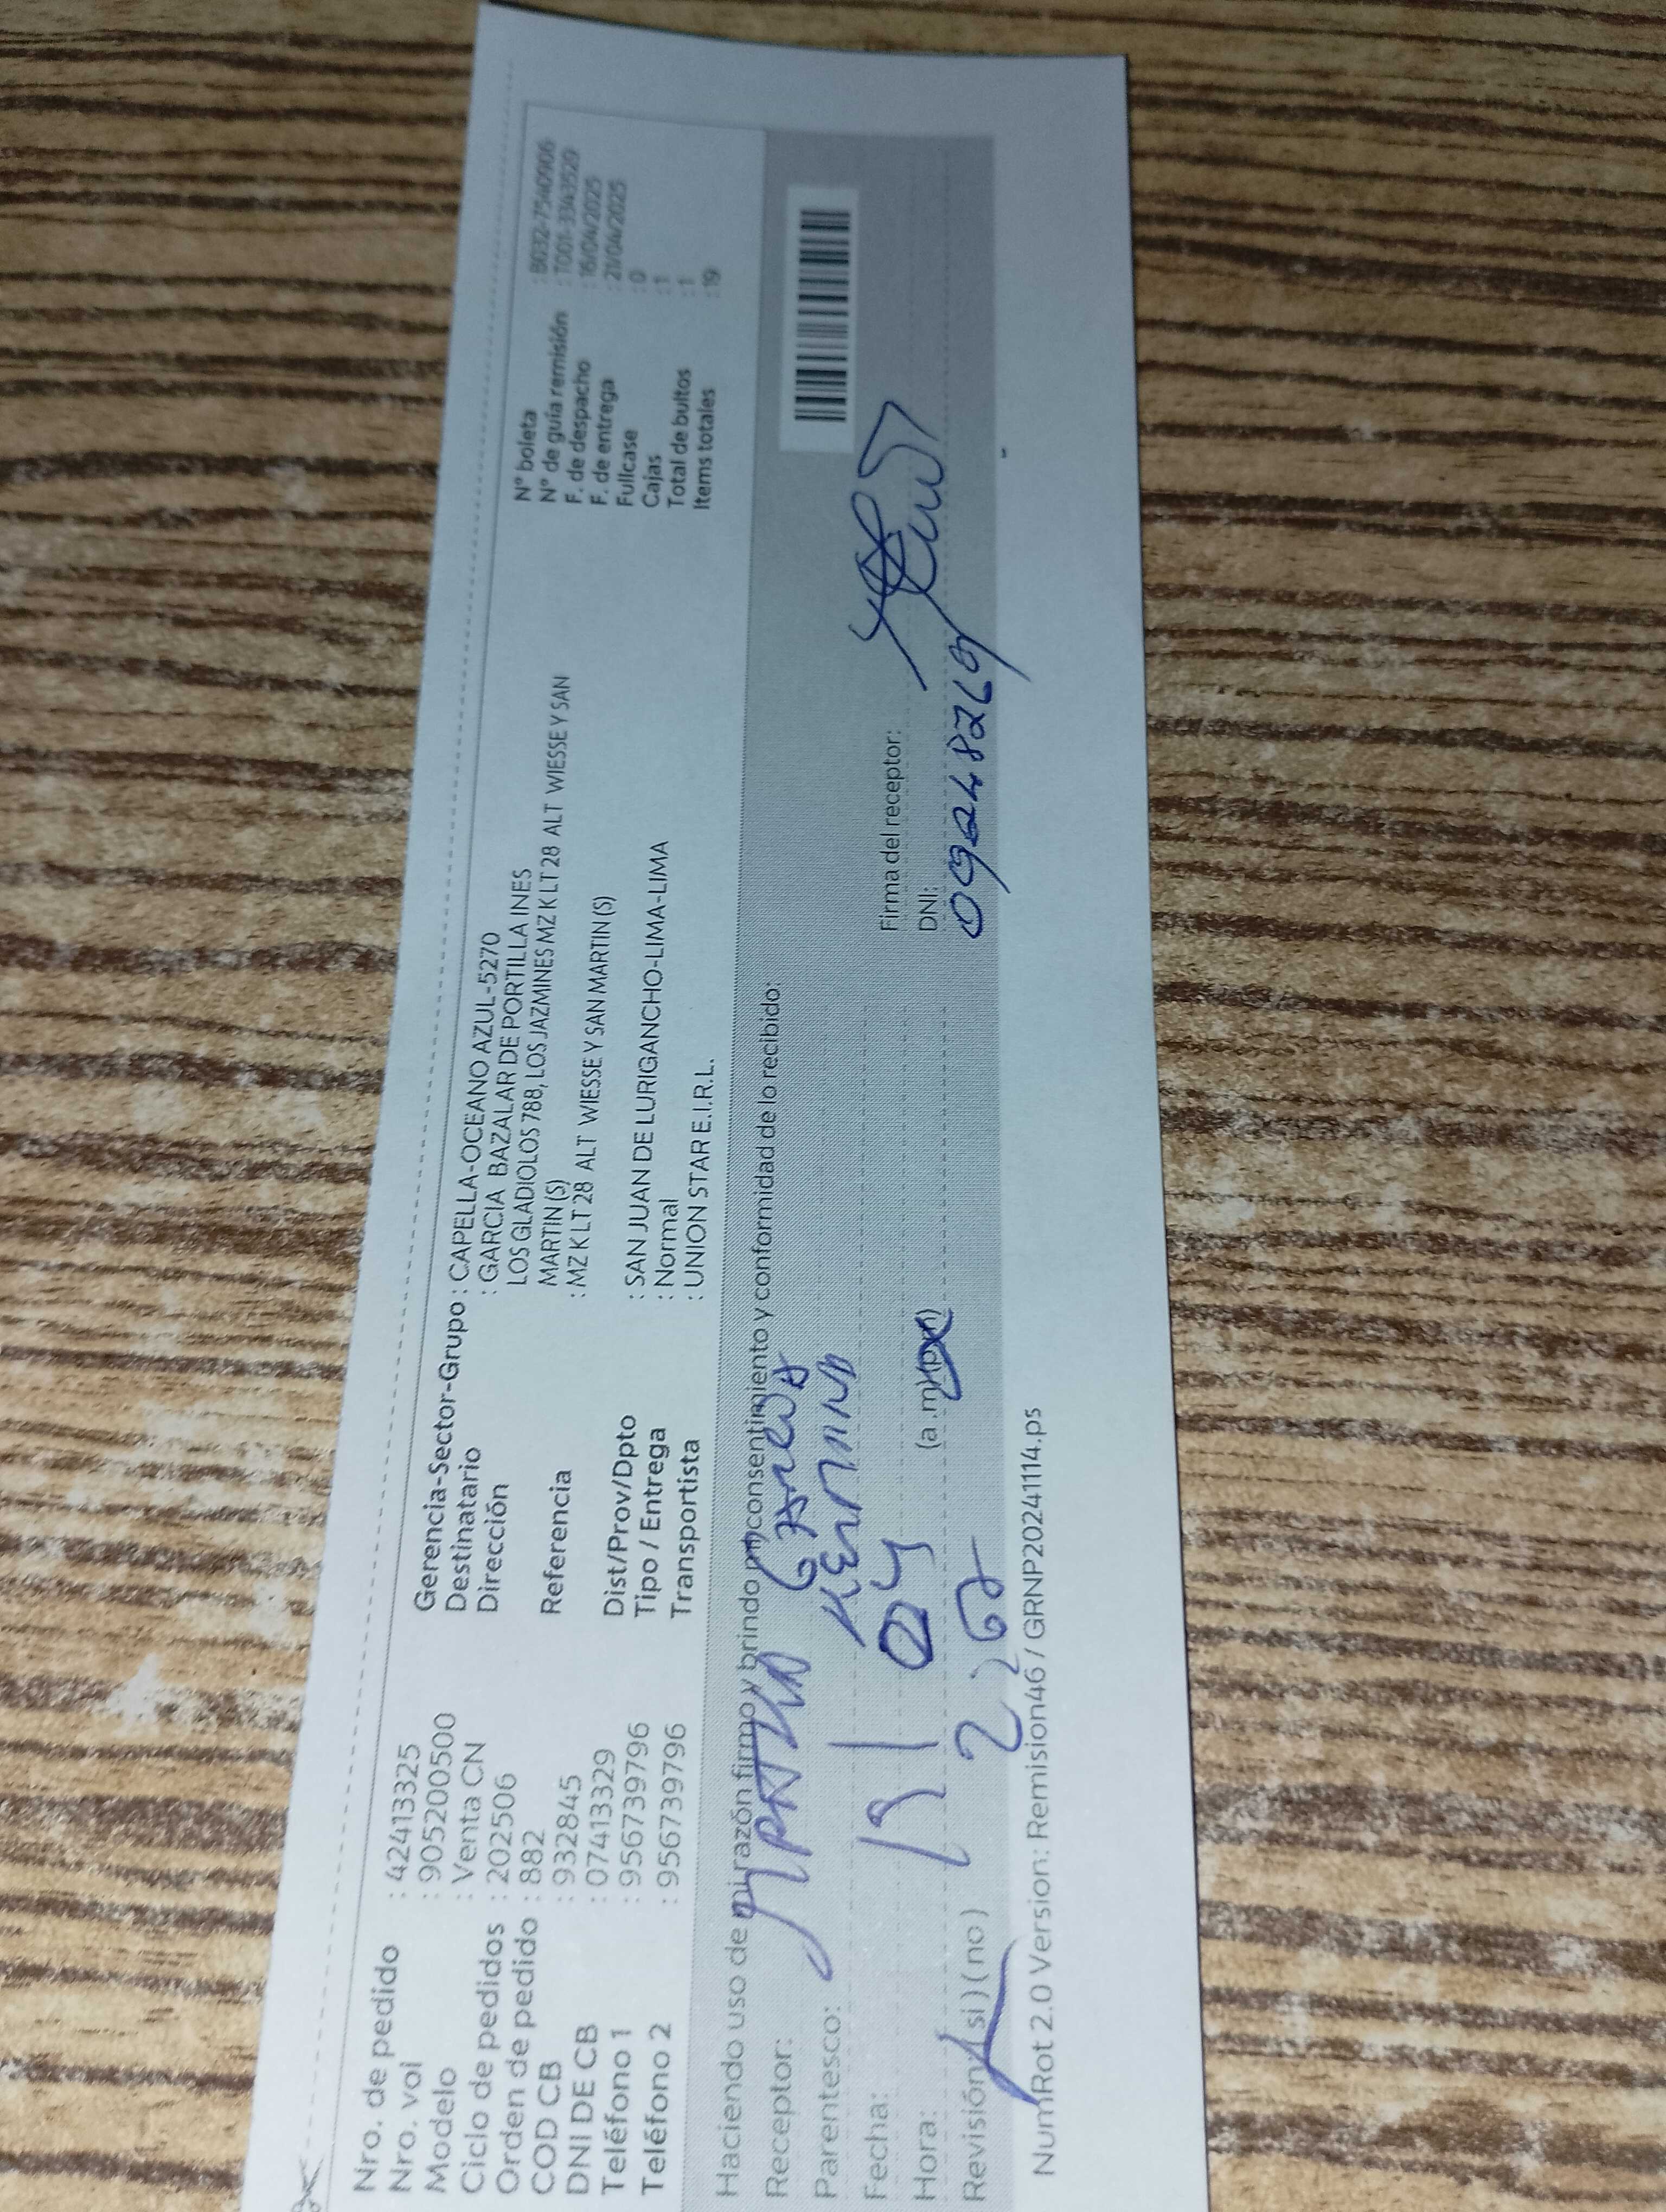 Nro. de pedido : 42413325
Nro. vol : 9052005​00
Modelo : Venta CN
Ciclo de pedidos : 202506
Orden de pedido : 882
COD CB : 932845
DNI DE CB : 07413329
Teléfono 1 : 956739796
Teléfono 2 : 956739796
Gerencia-Sector-Grupo : CAPELLA-OCEANO AZUL-5270
Destinatario : GARCIA BAZALAR DE PORTILLA INES
Dirección LOS GLADIOLOS 788, LOS JAZMINES MZ K LT 28 ALT WIESSE Y SAN
MARTIN (S)
Referencia : MZ K LT 28 ALT WIESSE Y SAN MARTIN (S)
Dist/Prov/Dpto : SAN JUAN DE LURIGANCHO-LIMA-LIMA
Tipo / Entrega : Normal
Transportista : UNION STAR E.I.R.L.
N° boleta : B032-7540906
N° de guía remisión : T001-3343529
F. de despacho : 16/04/2025
F. de entrega : 21/04/2025
Fullcase : 0
Cajas : 1
Total de bultos : 1
Items totales : 19
Haciendo uso de mi razón firmo y brindo mi consentimiento y conformidad de lo recibido:
Receptor:
Parentesco:
Fecha: 04
Hora: (a.m)(p.m)
Revisión (si) (no)
Firma del receptor:
DNI:
NumRot 2.0 Version: Remision46 / GRNP20241114.ps